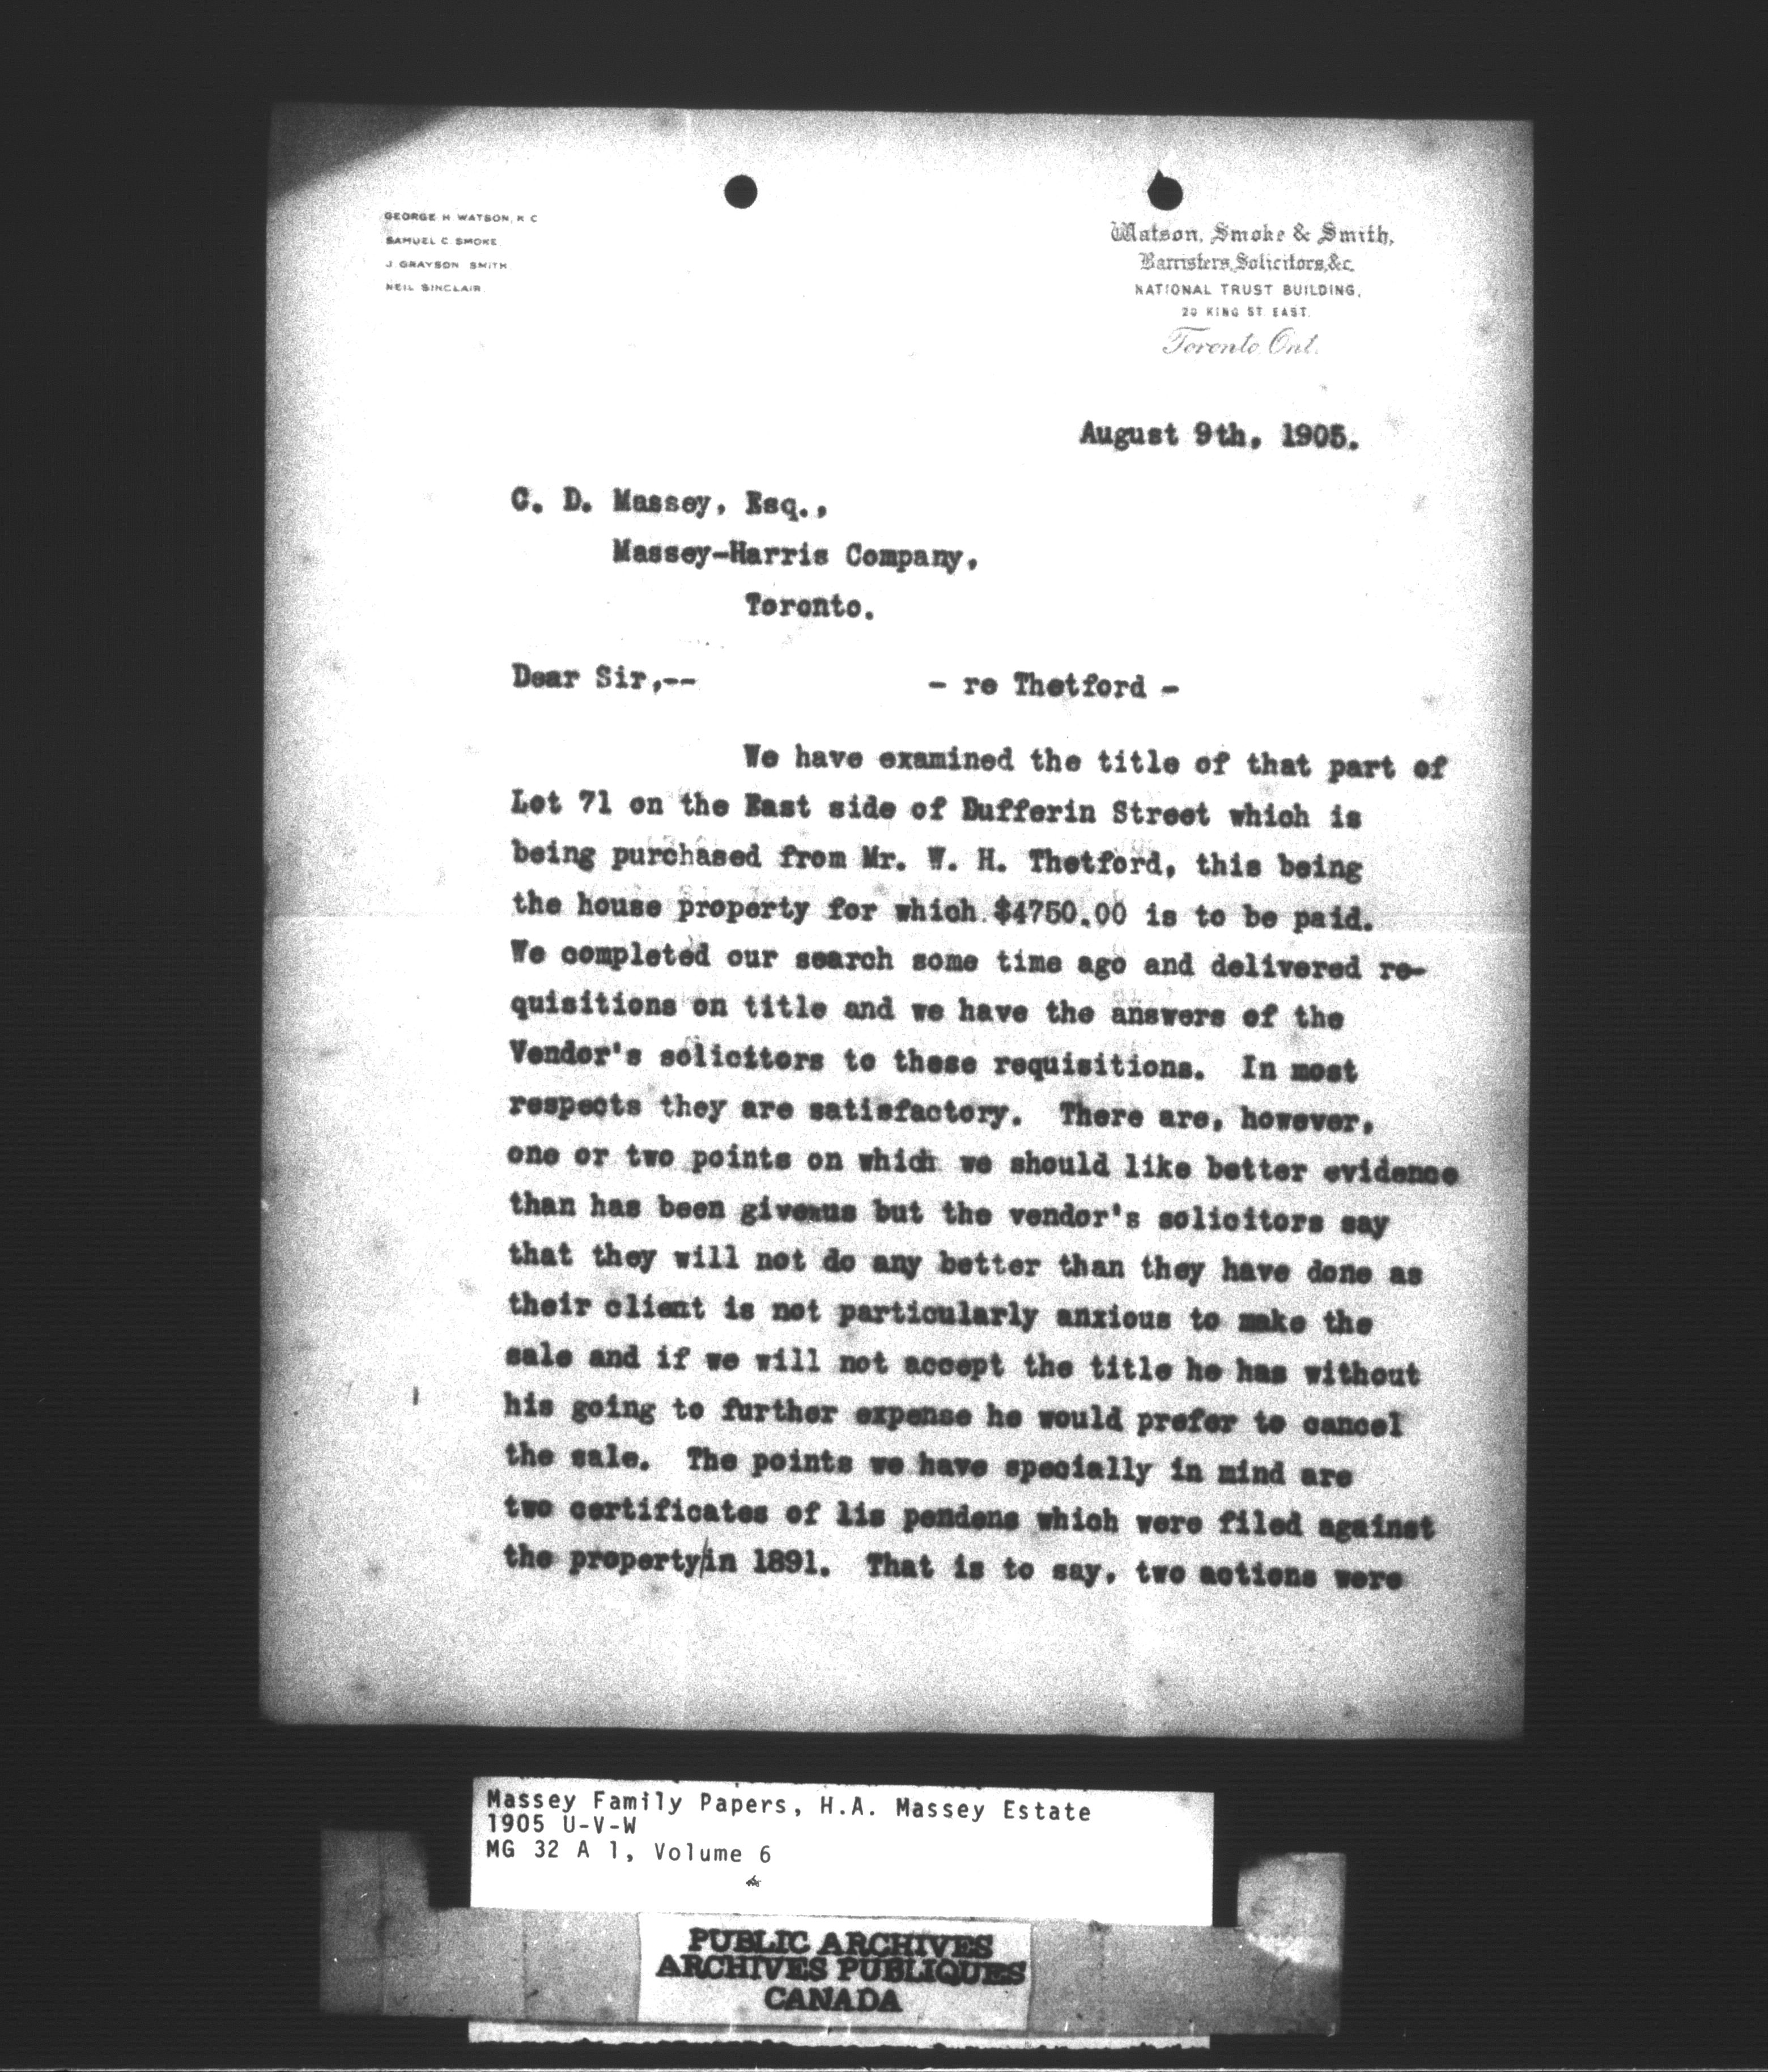 GEORGE H WATSON, K C
SAMUEL C. SMOKE.
J GRAYSON SMITH
NEIL SINCLAIR.
Watson, Smoke & Smith,
Barristers, Solicitors, &c.
NATIONAL TRUST BUILDING,
20 KING ST EAST.
Toronto, Ont.
August 9th, 1905.
C. D. Massey, Esq.,
Massey-Harris Company,
Toronto.
Dear Sir,-- - re Thetford -
We have examined the title of that part of
Lot 71 on the East side of Dufferin Street which is
being purchased from Mr. W. H. Thetford, this being
the house property for which $4750.00 is to be paid.
We completed our search some time ago and delivered re-
quisitions on title and we have the answers of the
Vendor's solicitors to these requisitions. In most
respects they are satisfactory. There are, however,
one or two points on which we should like better evidence
than has been givenus but the vendor's solicitors say
that they will not do any better than they have done as
their client is not particularly anxious to make the
sale and if we will not accept the title he has without
his going to further expense he would prefer to cancel
the sale. The points we have specially in mind are
two certificates of lis pendens which were filed against
the property/in 1891. That is to say, two actions were
Massey Family Papers, H.A. Massey Estate
1905 U-V-W
MG 32 A 1, Volume 6
PUBLIC ARCHIVES
ARCHIVES PUBLIQUES
CANADA